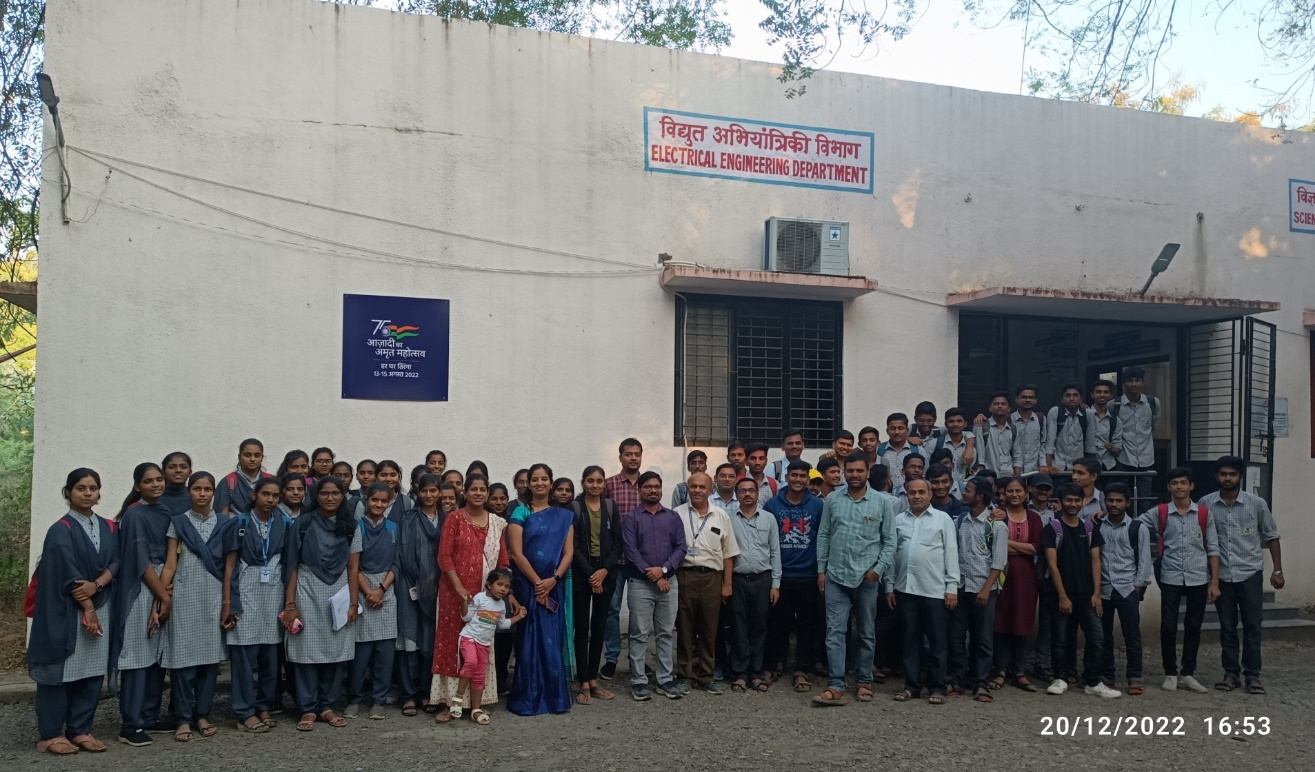 विद्युत अभियांत्रिकी विभाग
ELECTRICAL ENGINEERING DEPARTMENT
75
आज़ादी का
अमृत महोत्सव
हर घर तिरंगा
13-15 अगस्त 2022
20/12/2022 16:53